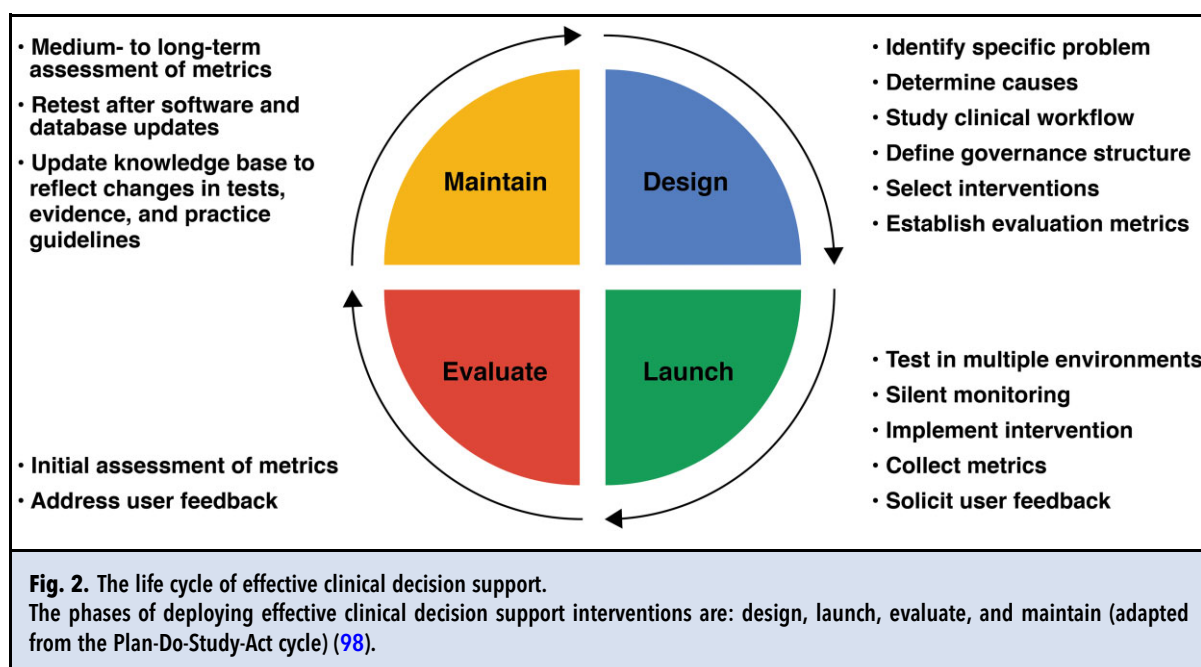 • Medium- to long-term
assessment of metrics
• Retest after software and
database updates
• Update knowledge base to
reflect changes in tests,
evidence, and practice
guidelines
Maintain
Design
• Identify specific problem
• Determine causes
• Study clinical workflow
• Define governance structure
• Select interventions
• Establish evaluation metrics
Evaluate
Launch
• Initial assessment of metrics
• Address user feedback
• Test in multiple environments
• Silent monitoring
• Implement intervention
• Collect metrics
• Solicit user feedback
Fig. 2. The life cycle of effective clinical decision support.
The phases of deploying effective clinical decision support interventions are: design, launch, evaluate, and maintain (adapted
from the Plan-Do-Study-Act cycle) (98).